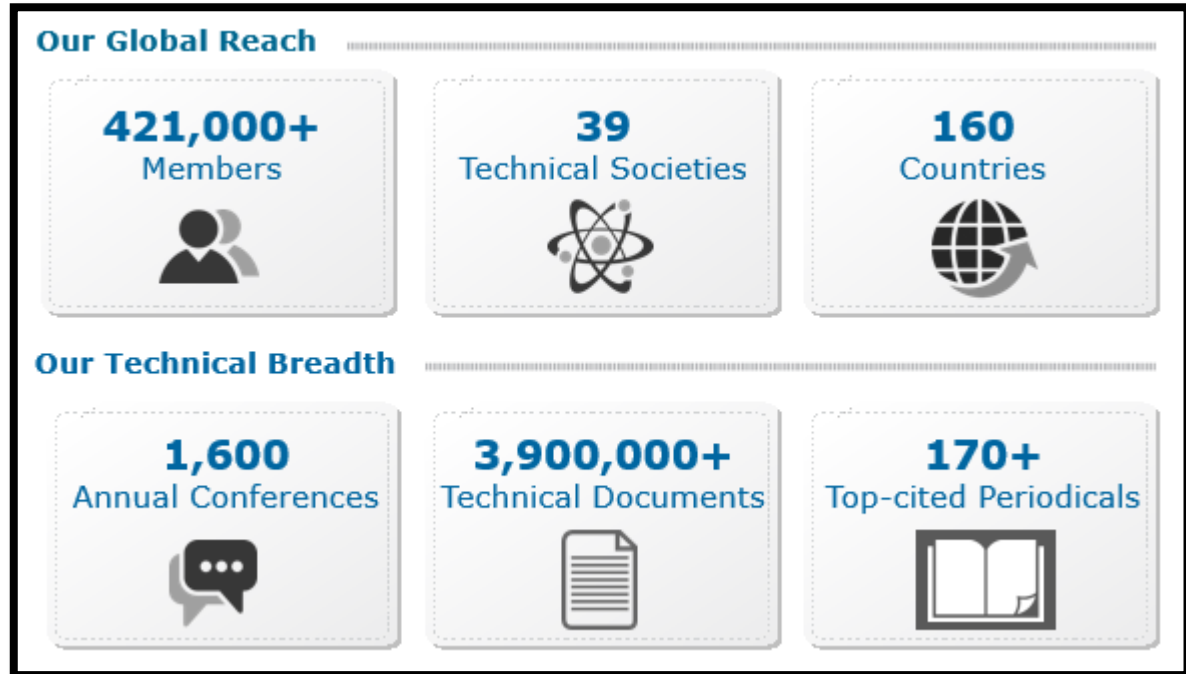 Our Global Reach
421,000+
Members
39
Technical Societies
160
Countries
Our Technical Breadth
1,600
Annual Conferences
3,900,000+
Technical Documents
170+
Top-cited Periodicals